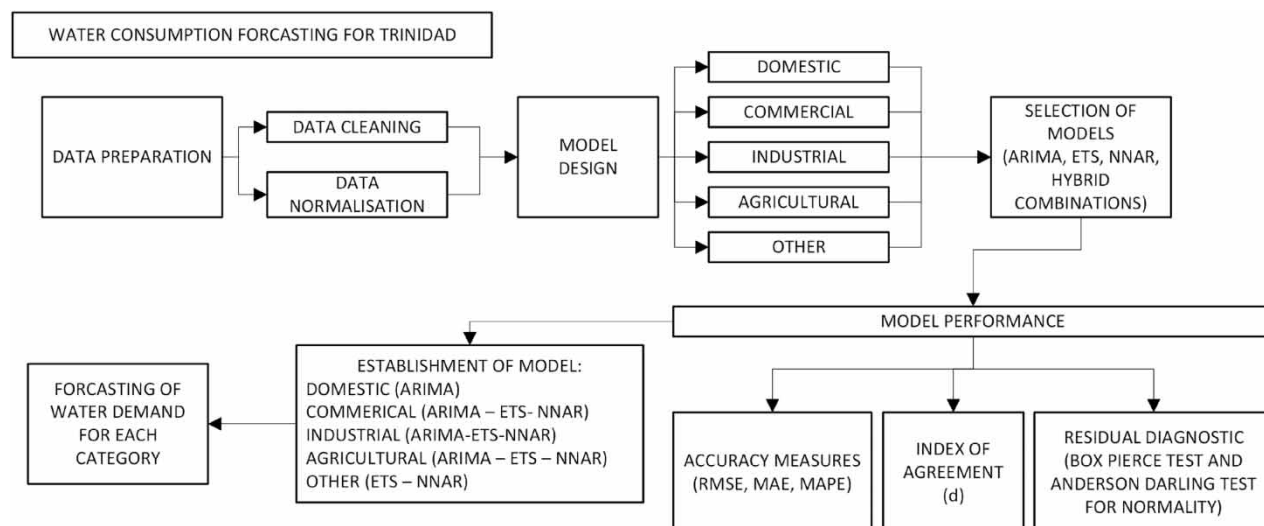 WATER CONSUMPTION FORCASTING FOR TRINIDAD
DATA PREPARATION
DATA CLEANING
DATA
NORMALISATION
MODEL
DESIGN
DOMESTIC
COMMERCIAL
INDUSTRIAL
AGRICULTURAL
OTHER
SELECTION OF
MODELS
(ARIMA, ETS, NNAR,
HYBRID
COMBINATIONS)
MODEL PERFORMANCE
ACCURACY MEASURES
(RMSE, MAE, MAPE)
INDEX OF
AGREEMENT
(d)
RESIDUAL DIAGNOSTIC
(BOX PIERCE TEST AND
ANDERSON DARLING TEST
FOR NORMALITY)
ESTABLISHMENT OF MODEL:
DOMESTIC (ARIMA)
COMMERICAL (ARIMA – ETS- NNAR)
INDUSTRIAL (ARIMA-ETS-NNAR)
AGRICULTURAL (ARIMA – ETS – NNAR)
OTHER (ETS – NNAR)
FORCASTING OF
WATER DEMAND
FOR EACH
CATEGORY